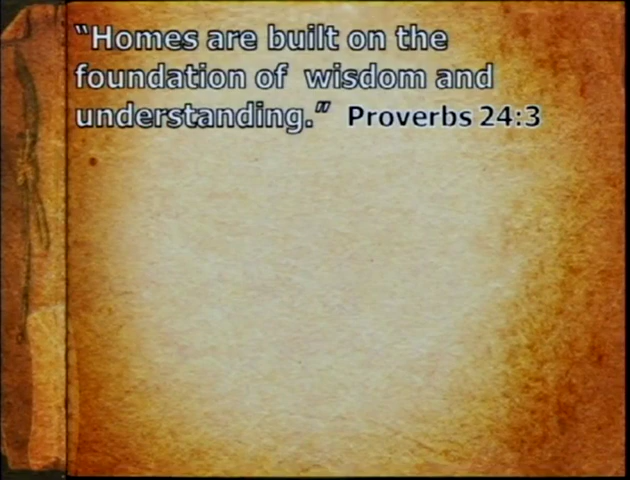 “Homes are built on the
foundation of wisdom and
understanding.” Proverbs 24:3